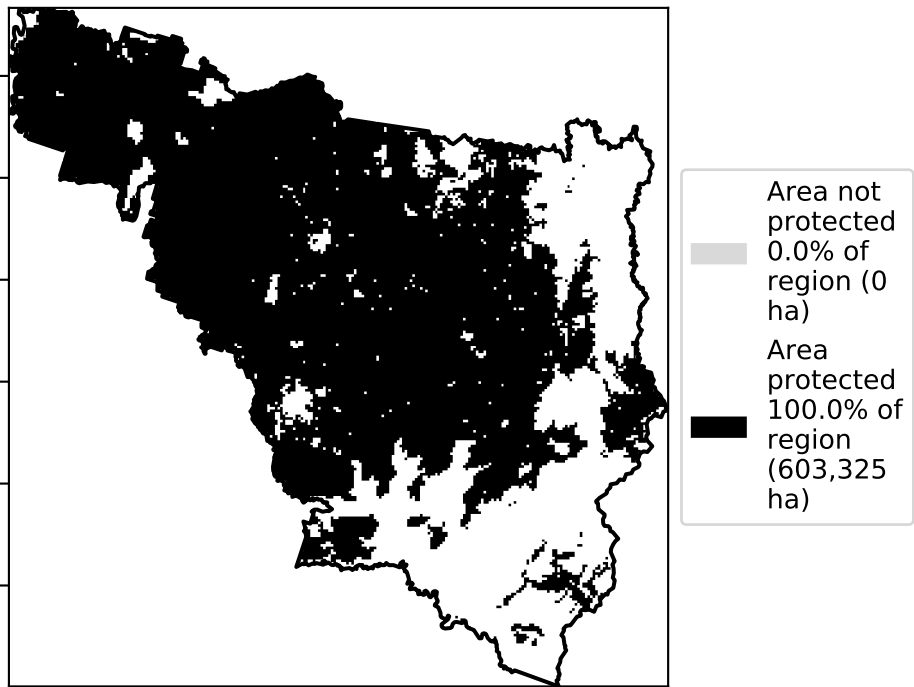 Area not
protected
0.0% of
region (0
ha)
Area
protected
100.0% of
region
(603,325
ha)